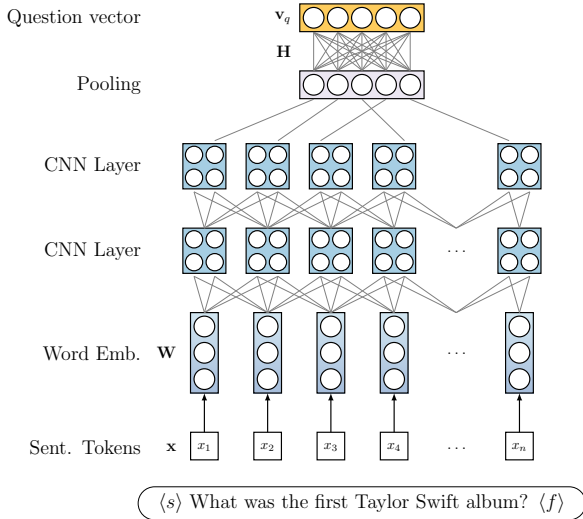 Question vector v_q
H
Pooling
CNN Layer
CNN Layer …
Word Emb. W …
Sent. Tokens x x_1 x_2 x_3 x_4 … x_n
⟨s⟩ What was the first Taylor Swift album? ⟨f⟩